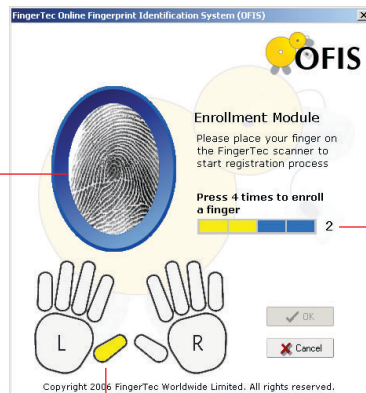 FingerTec Online Fingerprint Identification System (OFIS)
OFIS
Enrollment Module
Please place your finger on
the FingerTec scanner to
start registration process
Press 4 times to enroll
a finger
2
L
R
OK
Cancel
Copyright 2006 FingerTec Worldwide Limited. All rights reserved.